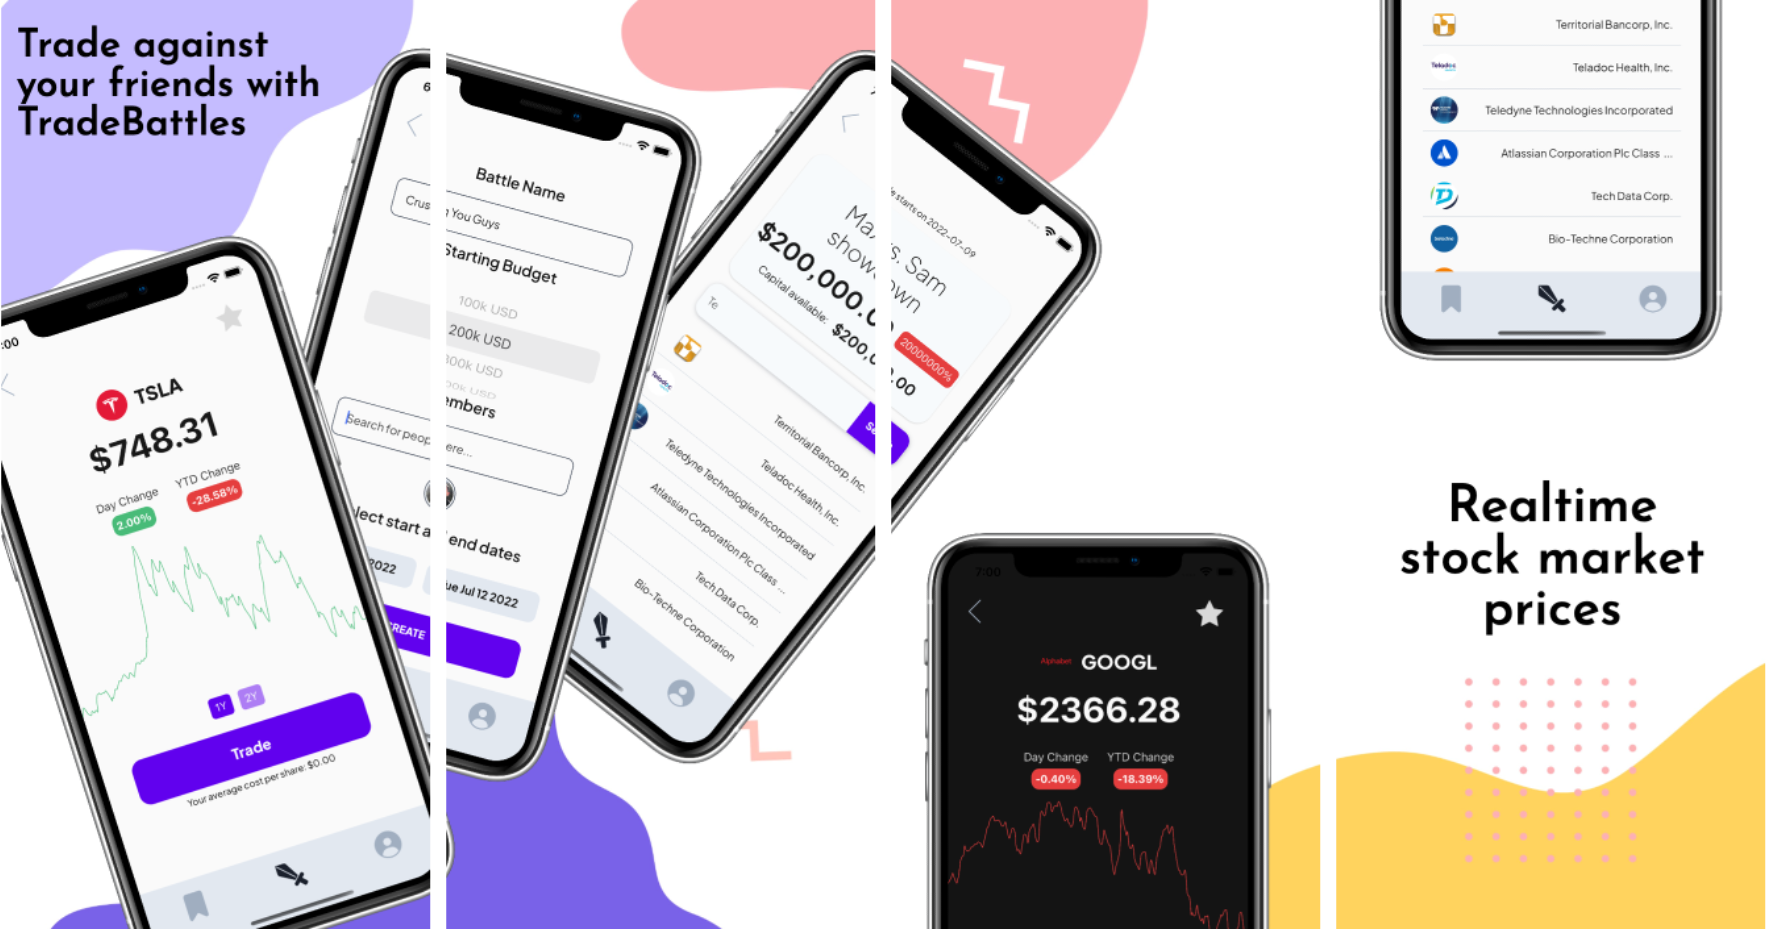 Trade against
your friends with
TradeBattles
:00
TSLA
$748.31
Day Change
YTD Change
2.00%
-28.58%
1Y
2Y
Trade
Your average cost per share: $0.00
6
Battle Name
Crus
g You Guys
Starting Budget
100k USD
200k USD
300k USD
00k USD
embers
Search for peop
ere...
lect start a
end dates
2022
ue Jul 12 2022
CREATE
starts on 2022-07-09
Ma
s. Sam
show
own
$200,000.0
Capital available:
$200,0
.00
20000000%
Te
Se
Territorial Bancorp, Inc.
Teladoc
Teladoc Health, Inc.
Teledyne Technologies Incorporated
Atlassian Corporation Plc Class ...
Tech Data Corp.
Bio-Techne Corporation
7:00
Alphabet
GOOGL
$2366.28
Day Change
YTD Change
-0.40%
-18.39%
Territorial Bancorp, Inc.
Teladoc
Teladoc Health, Inc.
Teledyne Technologies Incorporated
Atlassian Corporation Plc Class ...
Tech Data Corp.
Bio-Techne Corporation
Realtime
stock market
prices